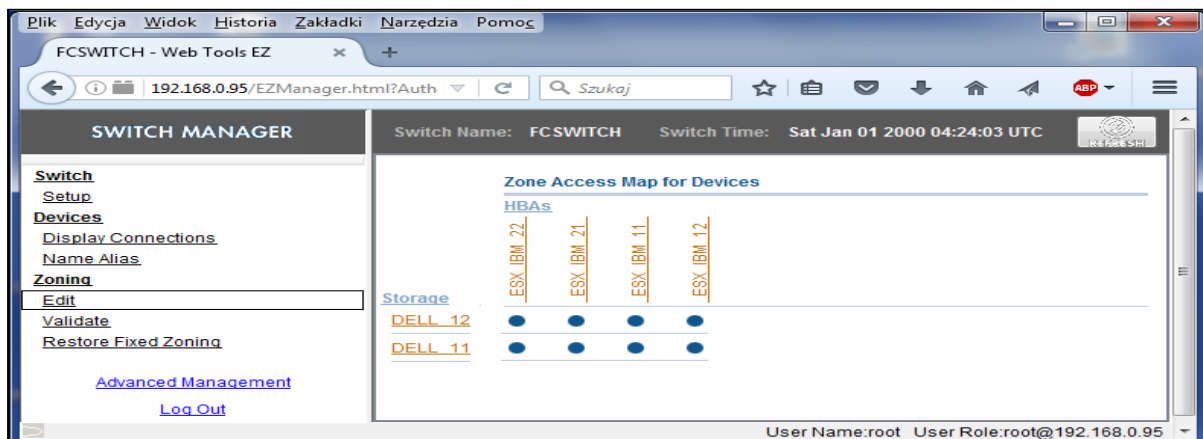 Plik Edycja Widok Historia Zakładki Narzędzia Pomoc
FCSWITCH - Web Tools EZ
192.168.0.95/EZManager.html?Auth
Szukaj
ABP
SWITCH MANAGER
Switch Name: FCSWITCH Switch Time: Sat Jan 01 2000 04:24:03 UTC
REFRESH
Switch
Setup
Devices
Display Connections
Name Alias
Zoning
Edit
Validate
Restore Fixed Zoning
Advanced Management
Log Out
Zone Access Map for Devices
HBAs
ESX IBM 22
ESX IBM 21
ESX IBM 11
ESX IBM 12
Storage
DELL 12
DELL 11
User Name:root User Role:root@192.168.0.95